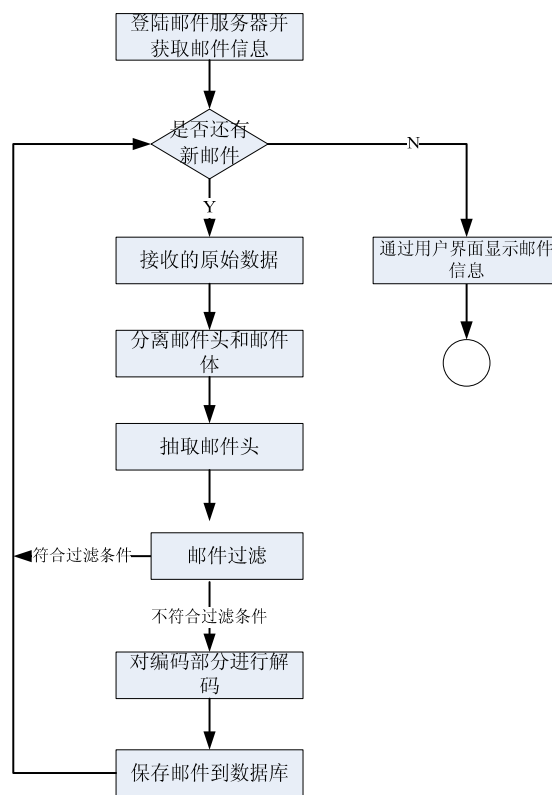 登陆邮件服务器并
获取邮件信息
是否还有
新邮件
N
Y
接收的原始数据
通过用户界面显示邮件
信息
分离邮件头和邮件
体
抽取邮件头
符合过滤条件
邮件过滤
不符合过滤条件
对编码部分进行解
码
保存邮件到数据库